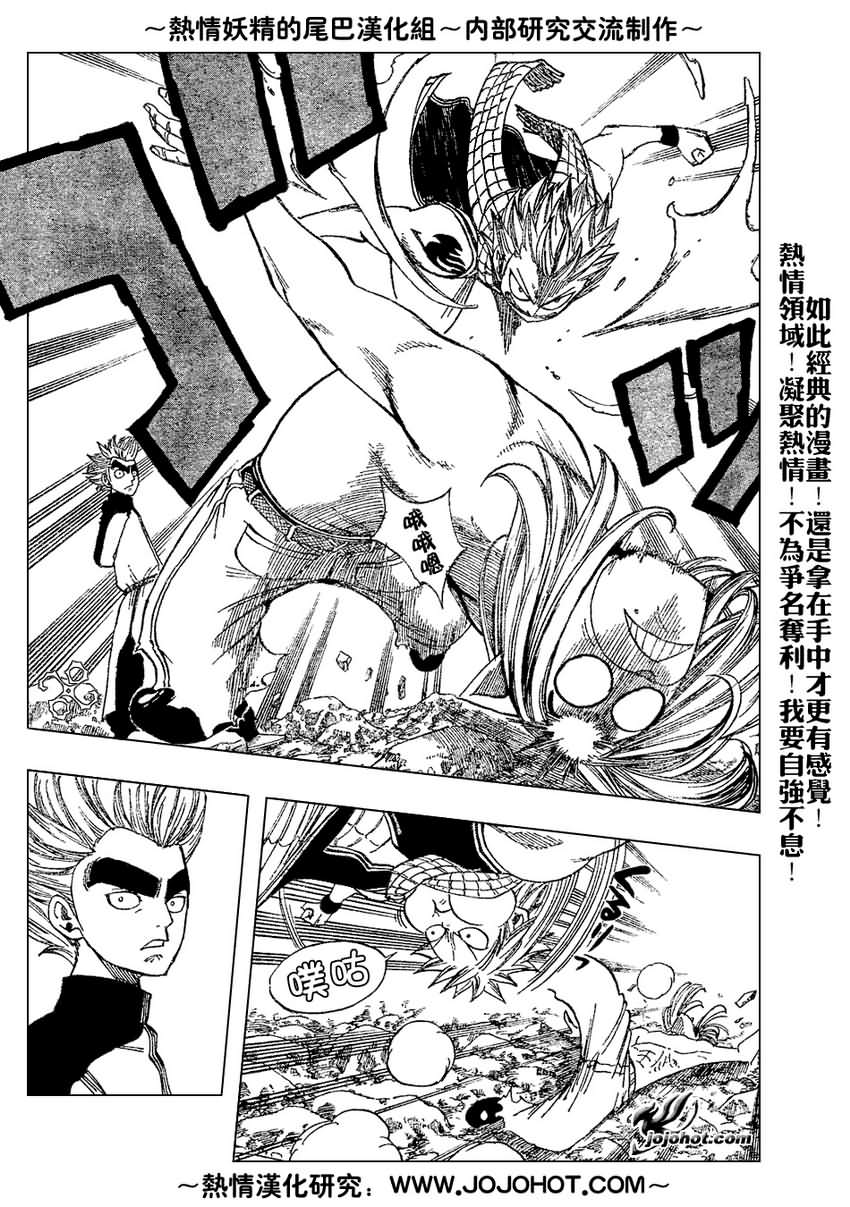 ～熱情妖精的尾巴漢化組～内部研究交流制作～
如此經典的漫畫！還是拿在手中才更有感覺！
熱情領域！凝聚熱情！不為爭名奪利！我要自強不息！
哦哦嗯
噗咕
jojohot.com
～熱情漢化研究：WWW.JOJOHOT.COM～